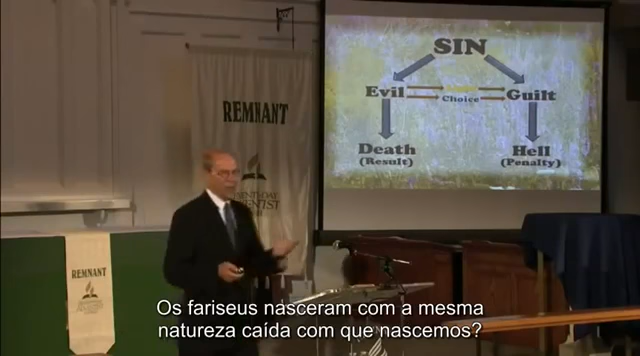 SIN
Evil Choice Guilt
Death Hell
(Result) (Penalty)
REMNANT
REMNANT
Os fariseus nasceram com a mesma
natureza caída com que nascemos?